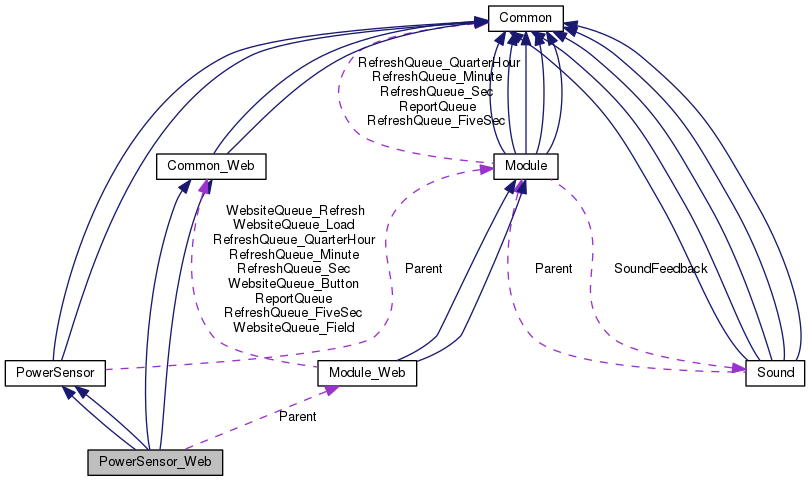 Common
RefreshQueue_QuarterHour
RefreshQueue_Minute
RefreshQueue_Sec
ReportQueue
RefreshQueue_FiveSec
Common_Web
Module
WebsiteQueue_Refresh
WebsiteQueue_Load
RefreshQueue_QuarterHour
RefreshQueue_Minute
RefreshQueue_Sec
WebsiteQueue_Button
ReportQueue
RefreshQueue_FiveSec
WebsiteQueue_Field
Parent
Parent
SoundFeedback
PowerSensor
Module_Web
Sound
Parent
PowerSensor_Web